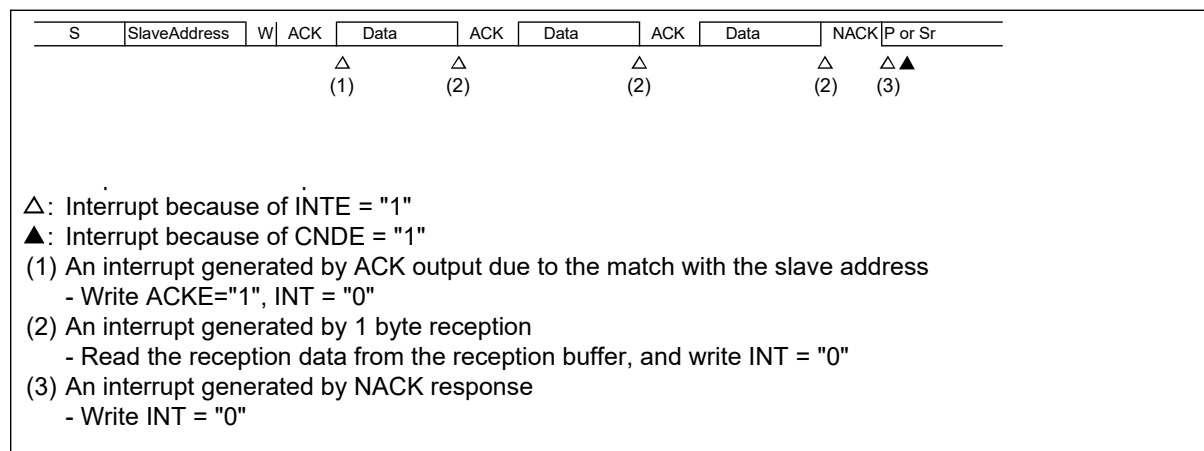 S SlaveAddress W ACK Data ACK Data ACK Data NACK P or Sr
△ △ △ △ △▲
(1) (2) (2) (2) (3)
△: Interrupt because of INTE = "1"
▲: Interrupt because of CNDE = "1"
(1) An interrupt generated by ACK output due to the match with the slave address
- Write ACKE="1", INT = "0"
(2) An interrupt generated by 1 byte reception
- Read the reception data from the reception buffer, and write INT = "0"
(3) An interrupt generated by NACK response
- Write INT = "0"